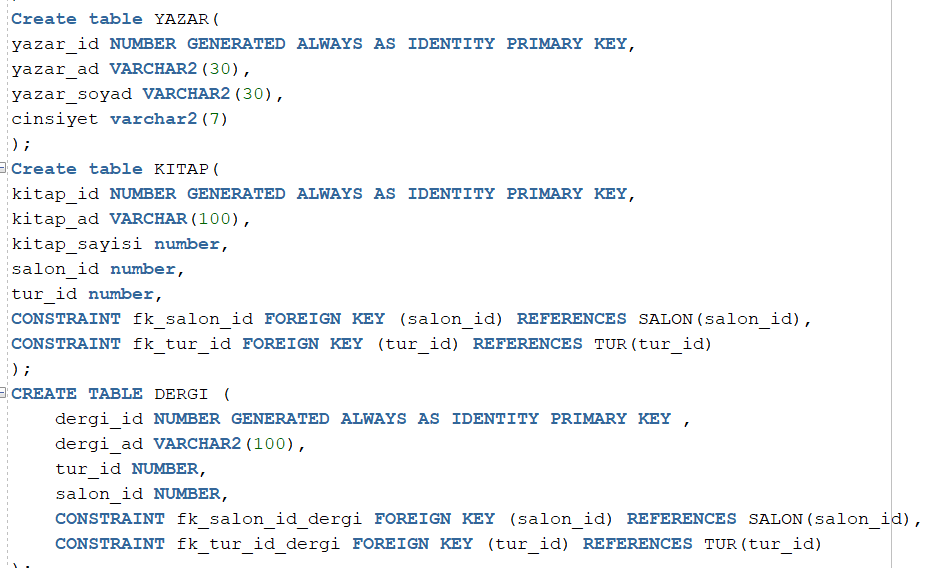 Create table YAZAR(
yazar_id NUMBER GENERATED ALWAYS AS IDENTITY PRIMARY KEY,
yazar_ad VARCHAR2(30),
yazar_soyad VARCHAR2(30),
cinsiyet varchar2(7)
);
Create table KITAP(
kitap_id NUMBER GENERATED ALWAYS AS IDENTITY PRIMARY KEY,
kitap_ad VARCHAR(100),
kitap_sayisi number,
salon_id number,
tur_id number,
CONSTRAINT fk_salon_id FOREIGN KEY (salon_id) REFERENCES SALON(salon_id),
CONSTRAINT fk_tur_id FOREIGN KEY (tur_id) REFERENCES TUR(tur_id)
);
CREATE TABLE DERGI (
    dergi_id NUMBER GENERATED ALWAYS AS IDENTITY PRIMARY KEY ,
    dergi_ad VARCHAR2(100),
    tur_id NUMBER,
    salon_id NUMBER,
    CONSTRAINT fk_salon_id_dergi FOREIGN KEY (salon_id) REFERENCES SALON(salon_id),
    CONSTRAINT fk_tur_id_dergi FOREIGN KEY (tur_id) REFERENCES TUR(tur_id)
);